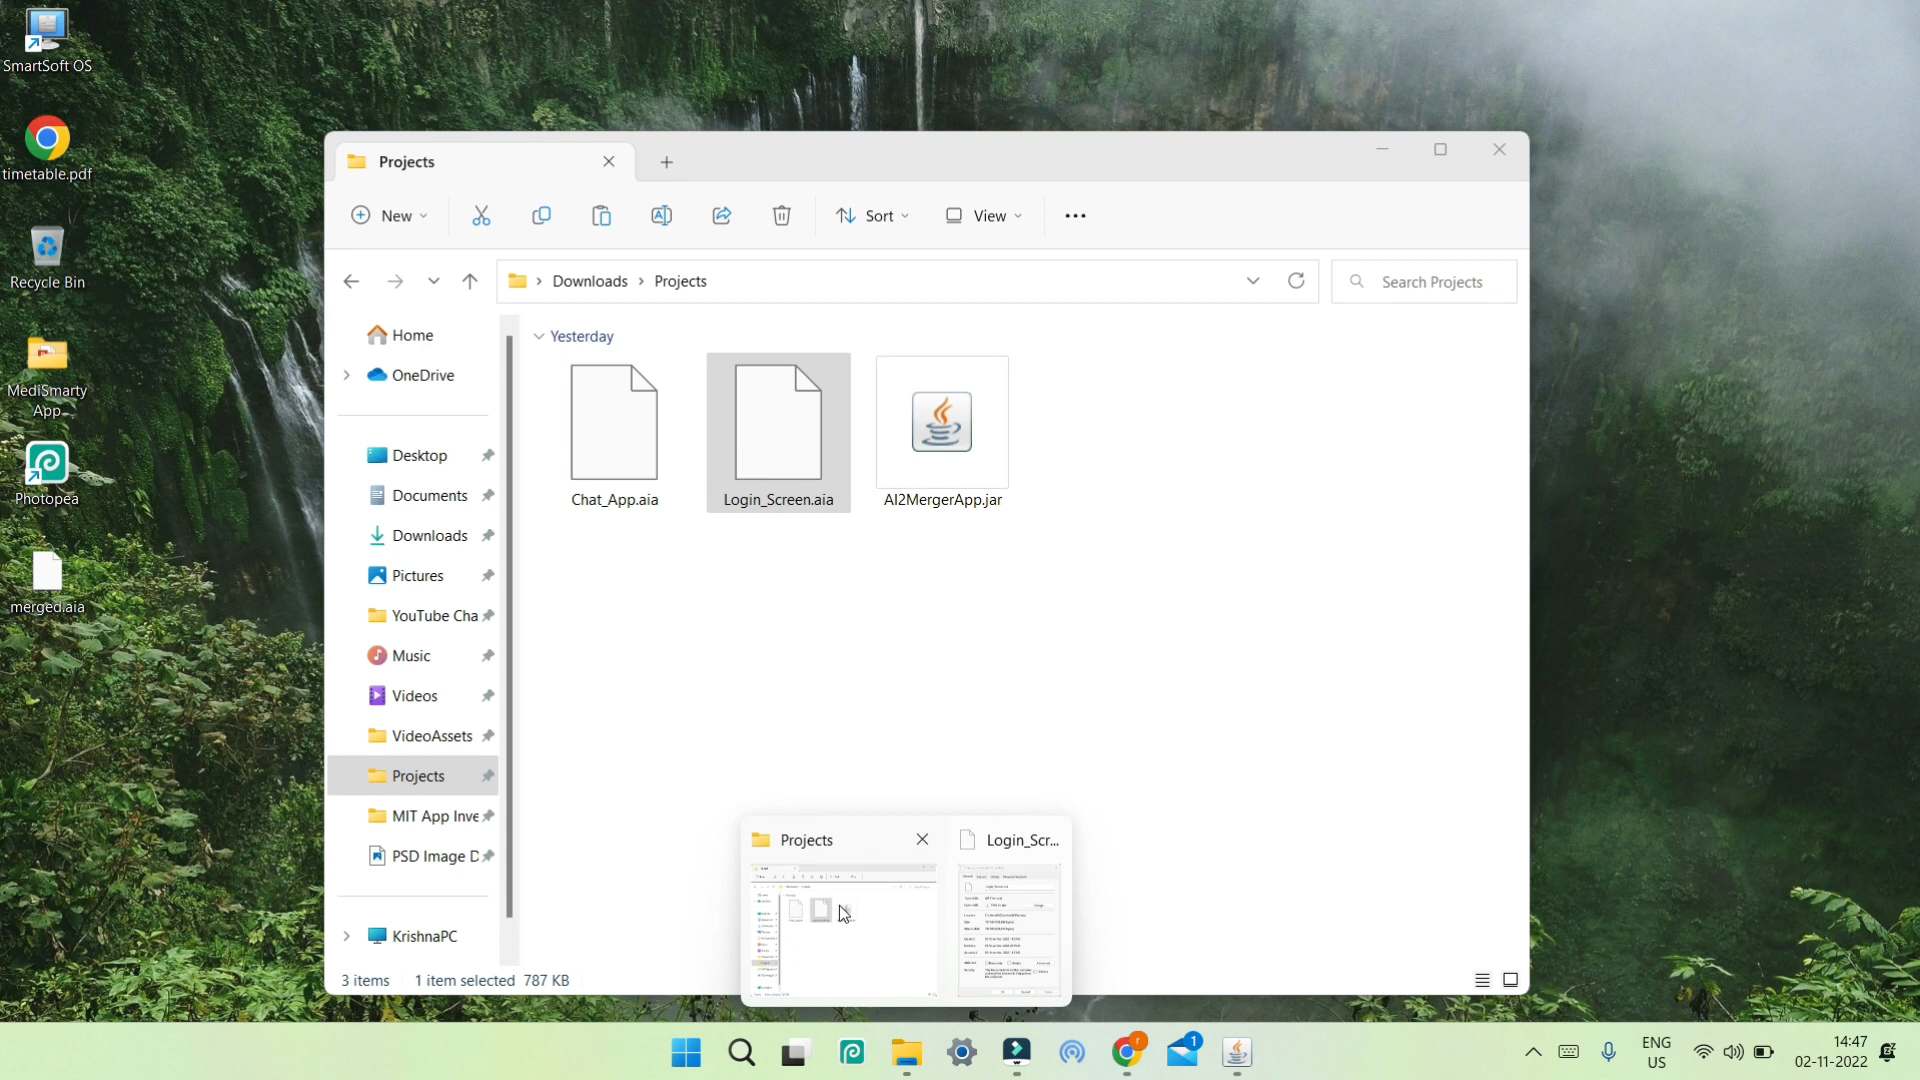 SmartSoft OS
timetable.pdf
Recycle Bin
MediSmarty
App
Photopea
merged.aia
Projects
New
Sort
View
Downloads
Projects
Search Projects
Home
OneDrive
Desktop
Documents
Downloads
Pictures
YouTube Cha
Music
Videos
VideoAssets
Projects
MIT App Inve
PSD Image D
KrishnaPC
Yesterday
Chat_App.aia
Login_Screen.aia
AI2MergerApp.jar
3 items
1 item selected 787 KB
Projects
Login_Scr...
r
1
ENG
US
14:47
02-11-2022